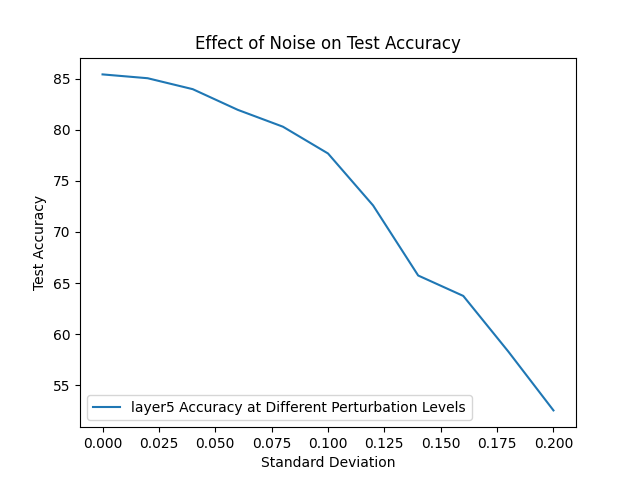 Effect of Noise on Test Accuracy
85
80
75
70
65
60
55
Test Accuracy
layer5 Accuracy at Different Perturbation Levels
0.000 0.025 0.050 0.075 0.100 0.125 0.150 0.175 0.200
Standard Deviation